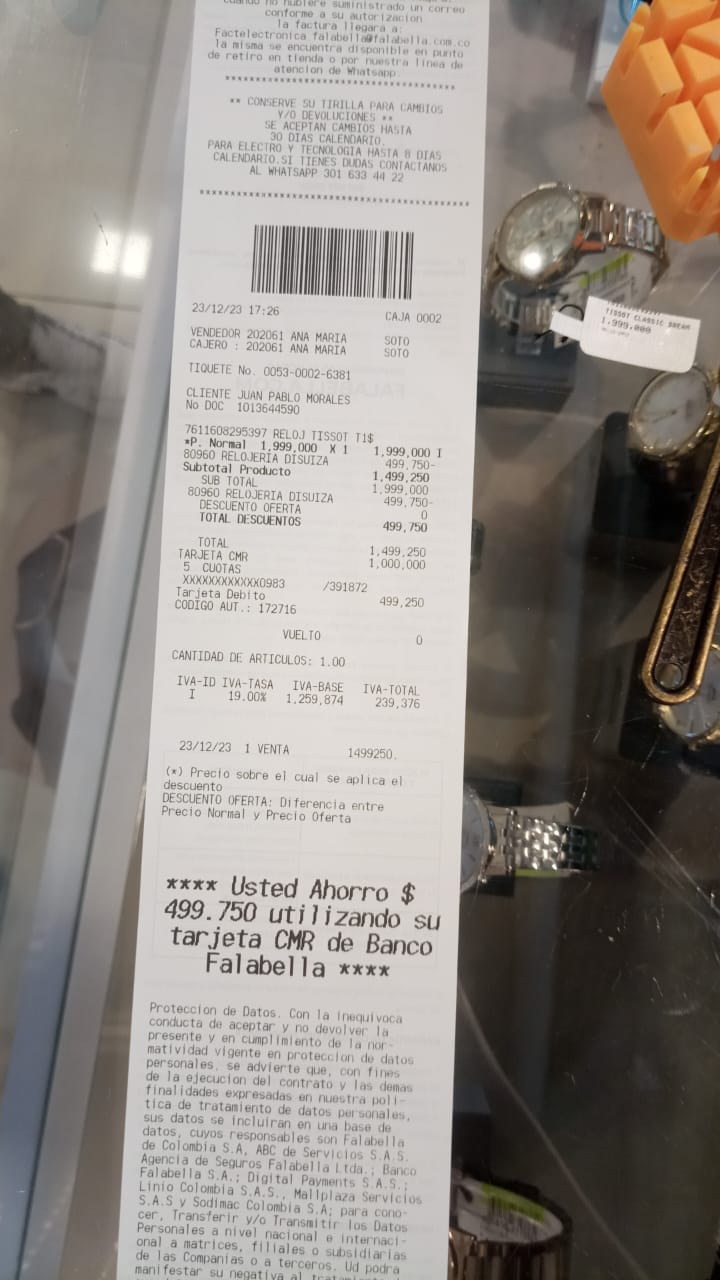 cuando no hubiere suministrado un correo
conforme a su autorizacion
la factura llegara a:
Factelectronica falabella@falabella.com.co
la misma se encuentra disponible en punto
de retiro en tienda o por nuestra linea de
atencion de Whatsapp.
******************************************
** CONSERVE SU TIRILLA PARA CAMBIOS
Y/O DEVOLUCIONES **
SE ACEPTAN CAMBIOS HASTA
30 DIAS CALENDARIO.
PARA ELECTRO Y TECNOLOGIA HASTA 8 DIAS
CALENDARIO.SI TIENES DUDAS CONTACTANOS
AL WHATSAPP 301 633 44 22
******************************************
23/12/23 17:26 CAJA 0002
VENDEDOR 202061 ANA MARIA SOTO
CAJERO : 202061 ANA MARIA SOTO
TIQUETE No. 0053-0002-6381
CLIENTE JUAN PABLO MORALES
No DOC 1013644590
7611608295397 RELOJ TISSOT T1$
*P. Normal 1,999,000 X 1 1,999,000 I
80960 RELOJERIA DISUIZA 499,750-
Subtotal Producto 1,499,250
SUB TOTAL 1,999,000
80960 RELOJERIA DISUIZA 499,750-
DESCUENTO OFERTA 0
TOTAL DESCUENTOS 499,750
TOTAL 1,499,250
TARJETA CMR 1,000,000
5 CUOTAS
XXXXXXXXXXXX0983 /391872
Tarjeta Debito 499,250
CODIGO AUT.: 172716
VUELTO 0
CANTIDAD DE ARTICULOS: 1.00
IVA-ID IVA-TASA IVA-BASE IVA-TOTAL
I 19.00% 1,259,874 239,376
23/12/23 1 VENTA 1499250.
(*) Precio sobre el cual se aplica el
descuento
DESCUENTO OFERTA: Diferencia entre
Precio Normal y Precio Oferta
**** Usted Ahorro $
499.750 utilizando su
tarjeta CMR de Banco
Falabella ****
Proteccion de Datos. Con la inequivoca
conducta de aceptar y no devolver la
presente y en cumplimiento de la nor-
matividad vigente en proteccion de datos
personales, se advierte que, con fines
de la ejecucion del contrato y las demas
finalidades expresadas en nuestra poli-
tica de tratamiento de datos personales,
sus datos se incluiran en una base de
datos, cuyos responsables son Falabella
de Colombia S.A, ABC de Servicios S.A.S.
Agencia de Seguros Falabella Ltda.; Banco
Falabella S.A.; Digital Payments S.A.S.;
Linio Colombia S.A.S., Mallplaza Servicios
S.A.S y Sodimac Colombia S.A; para cono-
cer, Transferir y/o Transmitir los Datos
Personales a nivel nacional e internaci-
onal a matrices, filiales o subsidiarias
de las Companias o a terceros. Ud podra
manifestar su negativa al
TISSOT CLASSIC DREAM
1.999.000